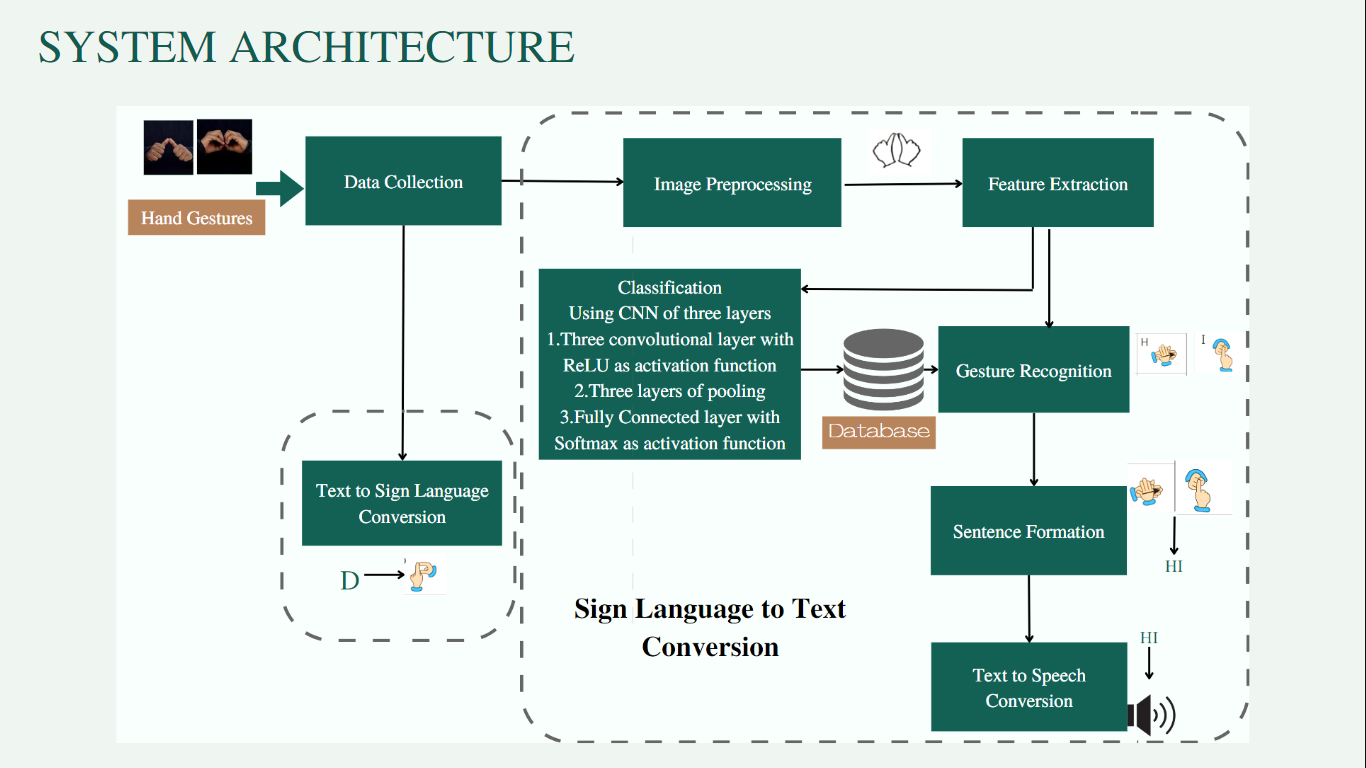 SYSTEM ARCHITECTURE
Hand Gestures
Data Collection
Image Preprocessing
Feature Extraction
Classification
Using CNN of three layers
1.Three convolutional layer with
ReLU as activation function
2.Three layers of pooling
3.Fully Connected layer with
Softmax as activation function
Database
Gesture Recognition
H
I
Text to Sign Language
Conversion
D
Sentence Formation
HI
Sign Language to Text
Conversion
HI
Text to Speech
Conversion